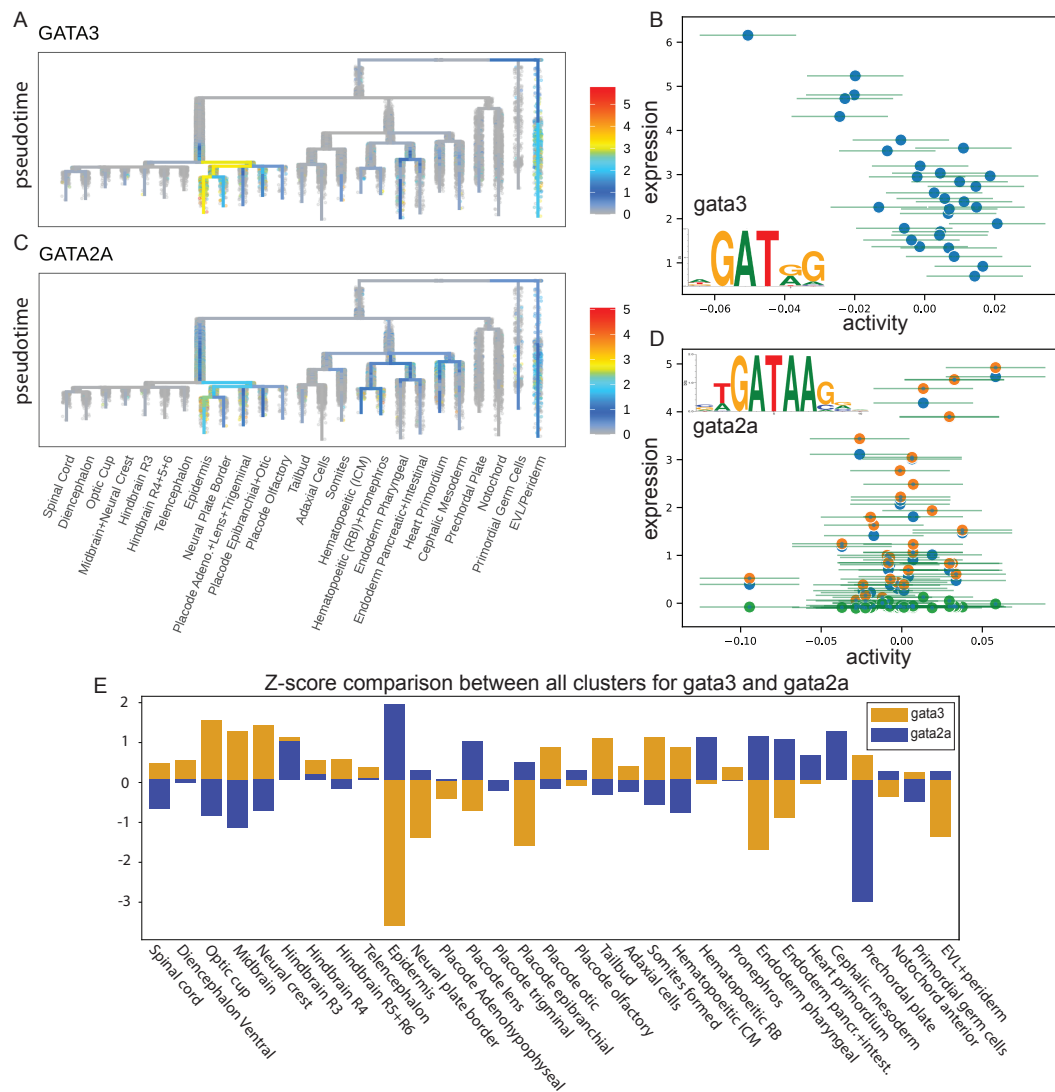 A
GATA3
pseudotime
5
4
3
2
1
0
C
GATA2A
pseudotime
5
4
3
2
1
0
Spinal Cord
Diencephalon
Optic Cup
Midbrain+Neural Crest
Hindbrain R3
Hindbrain R4+5+6
Telencephalon
Epidermis
Neural Plate Border
Placode Adeno.+Lens+Trigeminal
Placode Epibranchial+Otic
Placode Olfactory
Tailbud
Adaxial Cells
Somites
Hematopoeitic (ICM)
Hematopoeitic (RBI)+Pronephros
Endoderm Pharyngeal
Endoderm Pancreatic+Intestinal
Heart Primordium
Cephalic Mesoderm
Prechordal Plate
Notochord
Primordial Germ Cells
EVL/Periderm
B
6
5
4
3
2
1
expression
gata3
GAT
−0.06 −0.04 −0.02 0.00 0.02
activity
D
5
4
3
2
1
0
expression
GATAA
gata2a
−0.10 −0.05 0.00 0.05
activity
E
Z-score comparison between all clusters for gata3 and gata2a
gata3
gata2a
2
1
0
-1
-2
-3
Spinal cord
Diencephalon Ventral
Optic cup
Midbrain
Neural crest
Hindbrain R3
Hindbrain R4
Hindbrain R5+R6
Telencephalon
Epidermis
Neural plate border
Placode Adenohypophyseal
Placode lens
Placode trigminal
Placode epibranchial
Placode otic
Placode olfactory
Tailbud
Adaxial cells
Somites formed
Hematopoeitic ICM
Hematopoeitic RB
Pronephros
Endoderm pharyngeal
Endoderm pancr.+intest.
Heart primordium
Cephalic mesoderm
Prechordal plate
Notochord anterior
Primordial germ cells
EVL+periderm